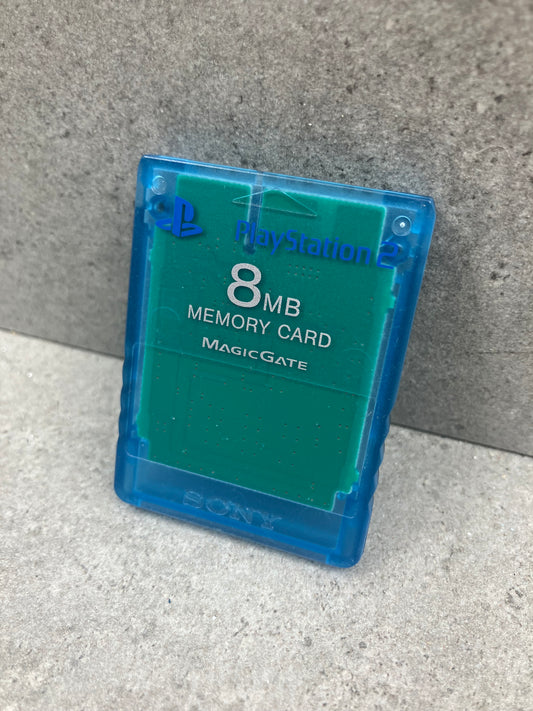 PlayStation 2
8MB
MEMORY CARD
MAGICGATE
SONY